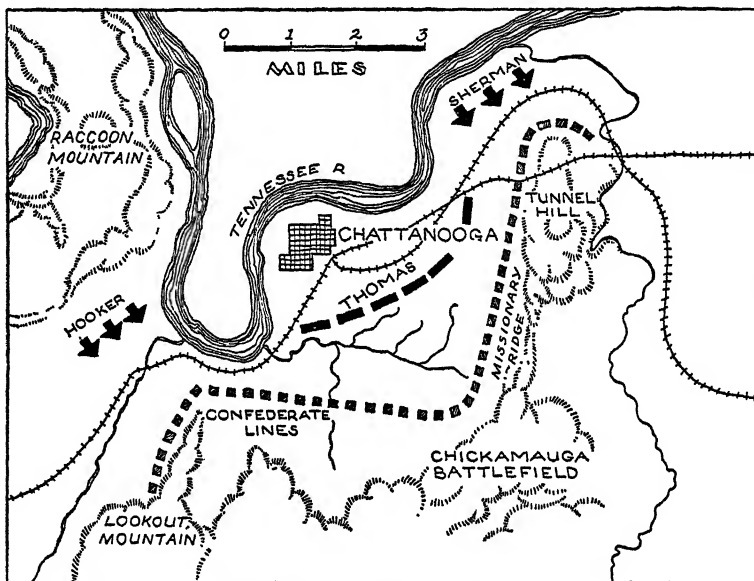 0 1 2 3
MILES
SHERMAN
RACCOON
MOUNTAIN
TENNESSEE R
TUNNEL
HILL
CHATTANOOGA
THOMAS
HOOKER
MISSIONARY
RIDGE
CONFEDERATE
LINES
CHICKAMAUGA
BATTLEFIELD
LOOKOUT
MOUNTAIN